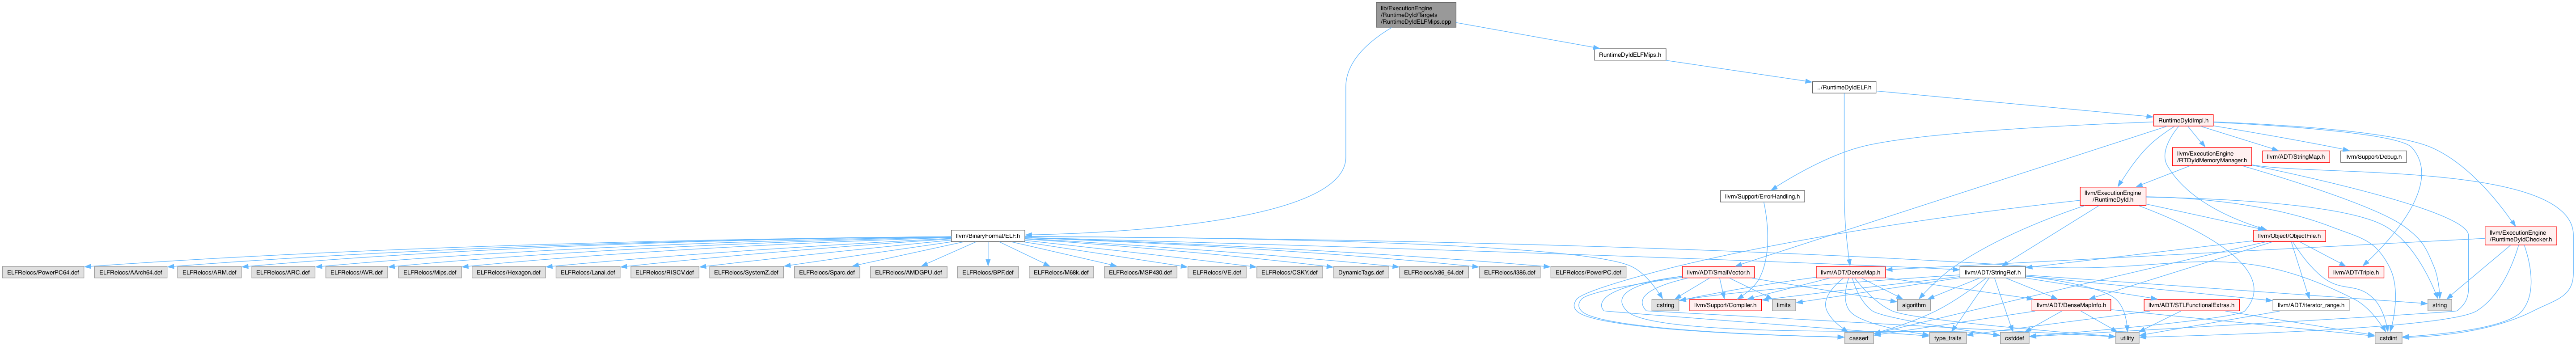 lib/ExecutionEngine
/RuntimeDyld/Targets
/RuntimeDyldELFMips.cpp
RuntimeDyldELFMips.h
../RuntimeDyldELF.h
RuntimeDyldImpl.h
llvm/ExecutionEngine
/RTDyldMemoryManager.h
llvm/ADT/StringMap.h
llvm/Support/Debug.h
llvm/Support/ErrorHandling.h
llvm/ExecutionEngine
/RuntimeDyld.h
llvm/BinaryFormat/ELF.h
llvm/Object/ObjectFile.h
llvm/ExecutionEngine
/RuntimeDyldChecker.h
ELFRelocs/PowerPC64.def
ELFRelocs/AArch64.def
ELFRelocs/ARM.def
ELFRelocs/ARC.def
ELFRelocs/AVR.def
ELFRelocs/Mips.def
ELFRelocs/Hexagon.def
ELFRelocs/Lanai.def
ELFRelocs/RISCV.def
ELFRelocs/SystemZ.def
ELFRelocs/Sparc.def
ELFRelocs/AMDGPU.def
ELFRelocs/BPF.def
ELFRelocs/M68k.def
ELFRelocs/MSP430.def
ELFRelocs/VE.def
ELFRelocs/CSKY.def
DynamicTags.def
ELFRelocs/x86_64.def
ELFRelocs/i386.def
ELFRelocs/PowerPC.def
llvm/ADT/SmallVector.h
llvm/ADT/DenseMap.h
llvm/ADT/StringRef.h
llvm/ADT/Triple.h
cstring
llvm/Support/Compiler.h
limits
algorithm
llvm/ADT/DenseMapInfo.h
llvm/ADT/STLFunctionalExtras.h
llvm/ADT/iterator_range.h
string
cassert
type_traits
cstddef
utility
cstdint